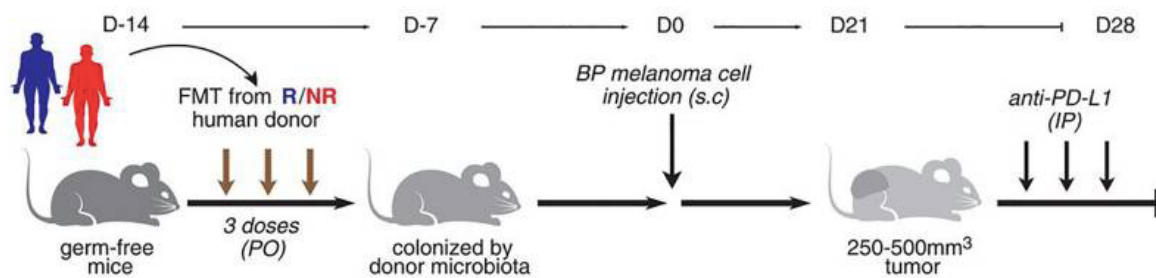 D-14 D-7 D0 D21 D28
FMT from R/NR
human donor
3 doses
(PO)
germ-free
mice
colonized by
donor microbiota
BP melanoma cell
injection (s.c)
250-500mm³
tumor
anti-PD-L1
(IP)